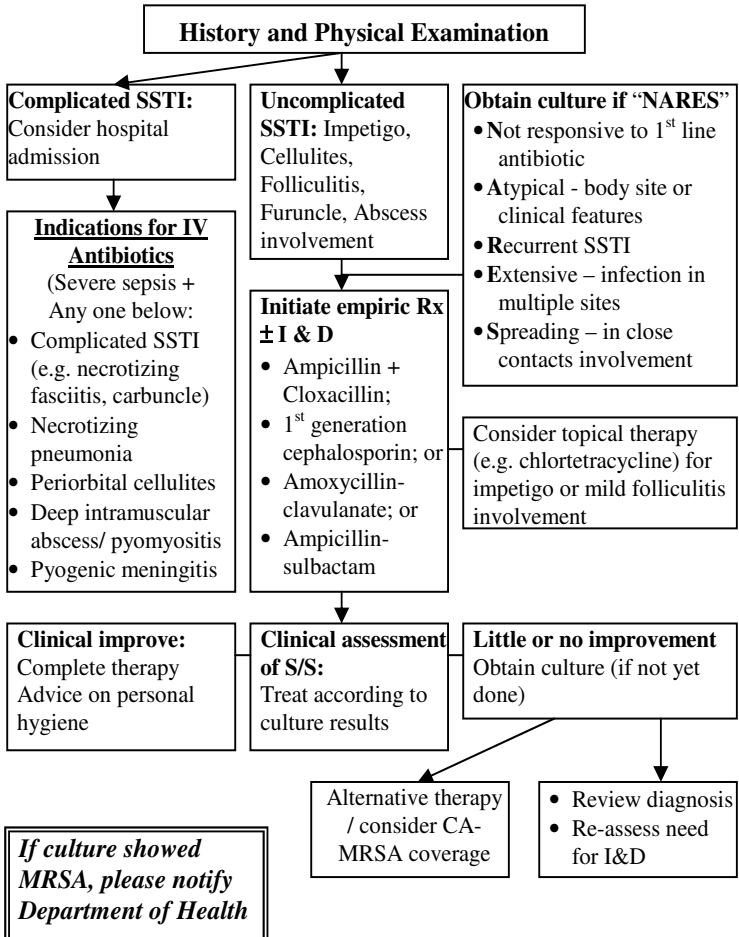 History and Physical Examination
Complicated SSTI:
Consider hospital
admission
Indications for IV
Antibiotics
(Severe sepsis +
Any one below:
• Complicated SSTI
(e.g. necrotizing
fasciitis, carbuncle)
• Necrotizing
pneumonia
• Periorbital cellulites
• Deep intramuscular
abscess/ pyomyositis
• Pyogenic meningitis
Uncomplicated
SSTI: Impetigo,
Cellulites,
Folliculitis,
Furuncle, Abscess
involvement
Initiate empiric Rx
± I & D
• Ampicillin +
Cloxacillin;
• 1st generation
cephalosporin; or
• Amoxycillin-
clavulanate; or
• Ampicillin-
sulbactam
Obtain culture if “NARES”
• Not responsive to 1st line
antibiotic
• Atypical - body site or
clinical features
• Recurrent SSTI
• Extensive – infection in
multiple sites
• Spreading – in close
contacts involvement
Consider topical therapy
(e.g. chlortetracycline) for
impetigo or mild folliculitis
involvement
Clinical improve:
Complete therapy
Advice on personal
hygiene
Clinical assessment
of S/S:
Treat according to
culture results
Little or no improvement
Obtain culture (if not yet
done)
Alternative therapy
/ consider CA-
MRSA coverage
• Review diagnosis
• Re-assess need
for I&D
If culture showed
MRSA, please notify
Department of Health